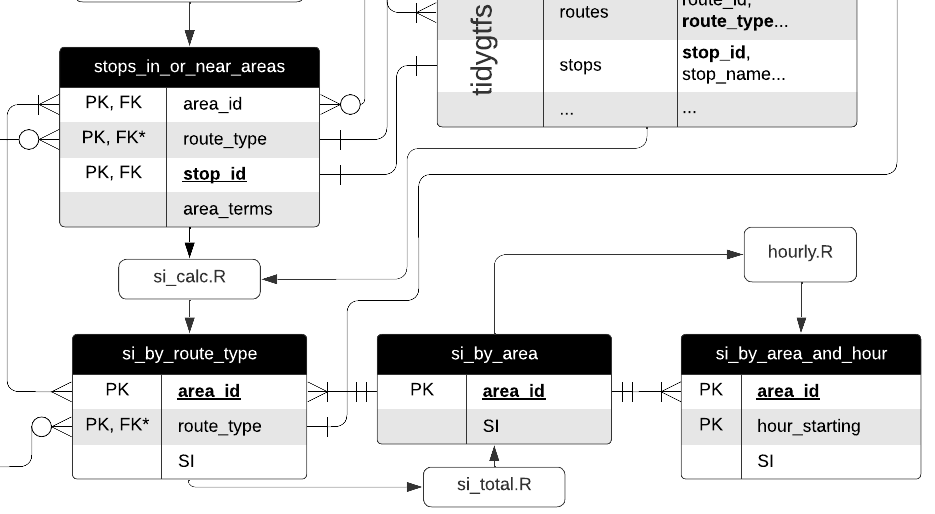 tidygtfs
routes
route_id,
route_type...
stops
stop_id,
stop_name...
...
...
stops_in_or_near_areas
PK, FK area_id
PK, FK* route_type
PK, FK stop_id
area_terms
si_calc.R
hourly.R
si_by_route_type
PK area_id
PK, FK* route_type
SI
si_by_area
PK area_id
SI
si_by_area_and_hour
PK area_id
PK hour_starting
SI
si_total.R